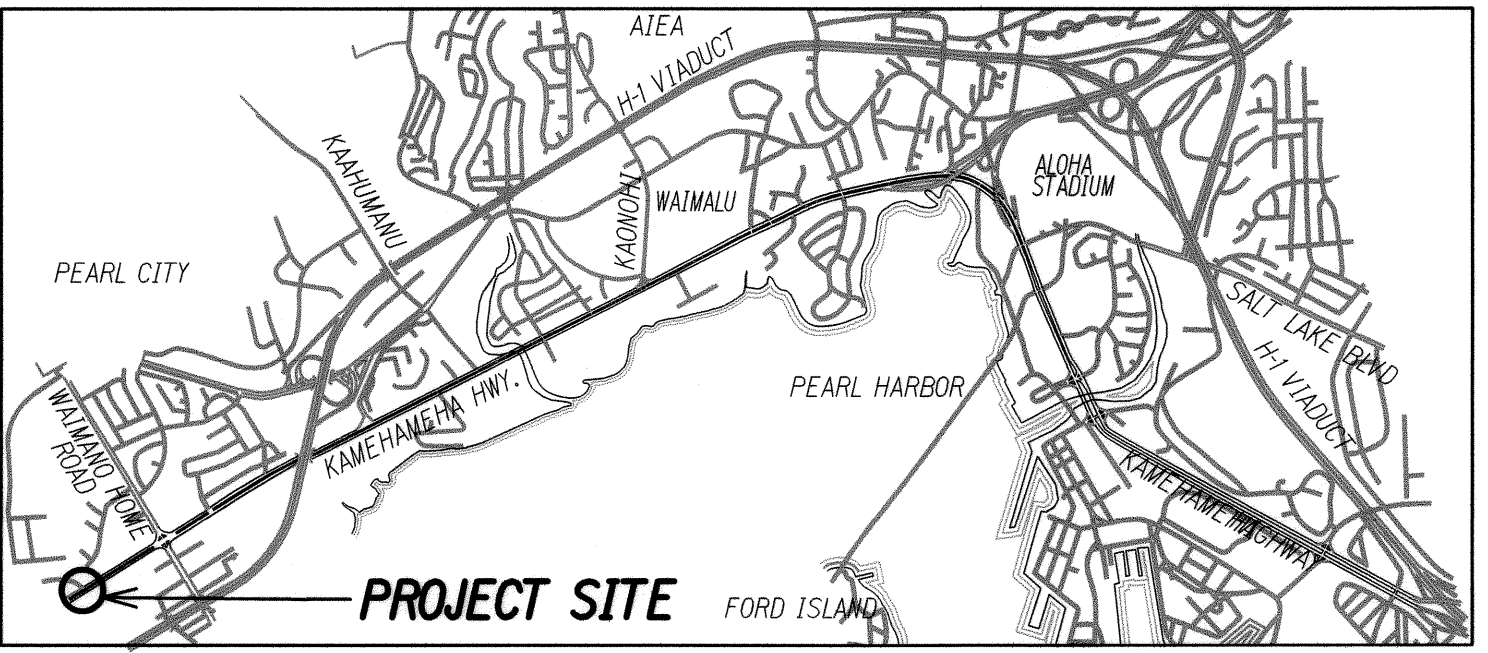 AIEA
H-1 VIADUCT
KAAHUMANU
KAONOHI
WAIMALU
ALOHA
STADIUM
PEARL CITY
SALT LAKE BLVD
H-1 VIADUCT
PEARL HARBOR
KAMEHAMEHA HWY.
WAIMANO HOME
ROAD
KAMEHAMEHA HIGHWAY
PROJECT SITE
FORD ISLAND